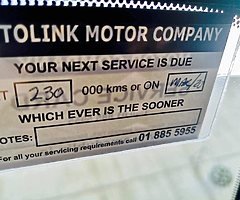 TOLINK MOTOR COMPANY
YOUR NEXT SERVICE IS DUE
T 230 000 kms or ON
WHICH EVER IS THE SOONER
NOTES:
For all your servicing requirements call 01 885 5955